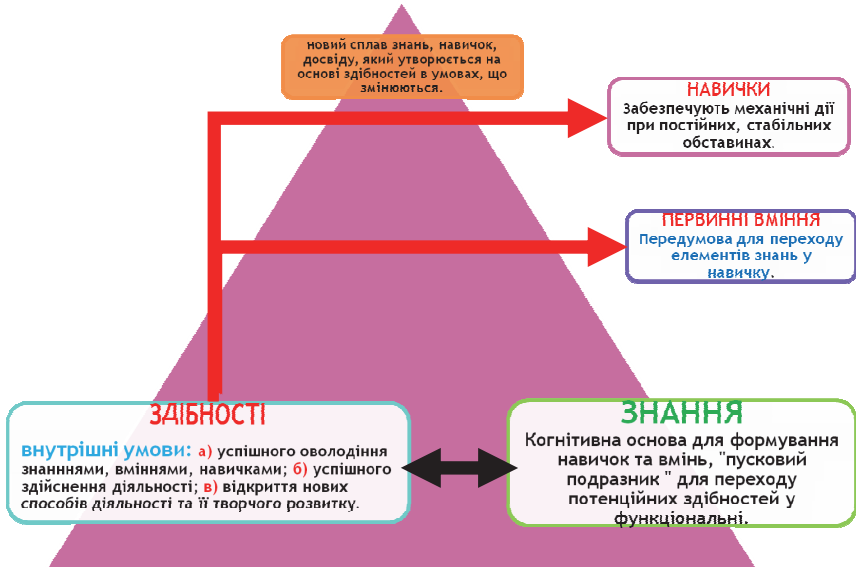 новий сплав знань, навичок,
досвіду, який утворюється на
основі здібностей в умовах, що
змінюються.
НАВИЧКИ
Забезпечують механічні дії
при постійних, стабільних
обставинах.
ПЕРВИННІ ВМІННЯ
Передумова для переходу
елементів знань у
навичку.
ЗДІБНОСТІ
внутрішні умови: а) успішного оволодіння
знанннями, вміннями, навичками; б) успішного
здійснення діяльності; в) відкриття нових
способів діяльності та її творчого розвитку.
ЗНАННЯ
Когнітивна основа для формування
навичок та вмінь, "пусковий
подразник " для переходу
потенційних здібностей у
функціональні.